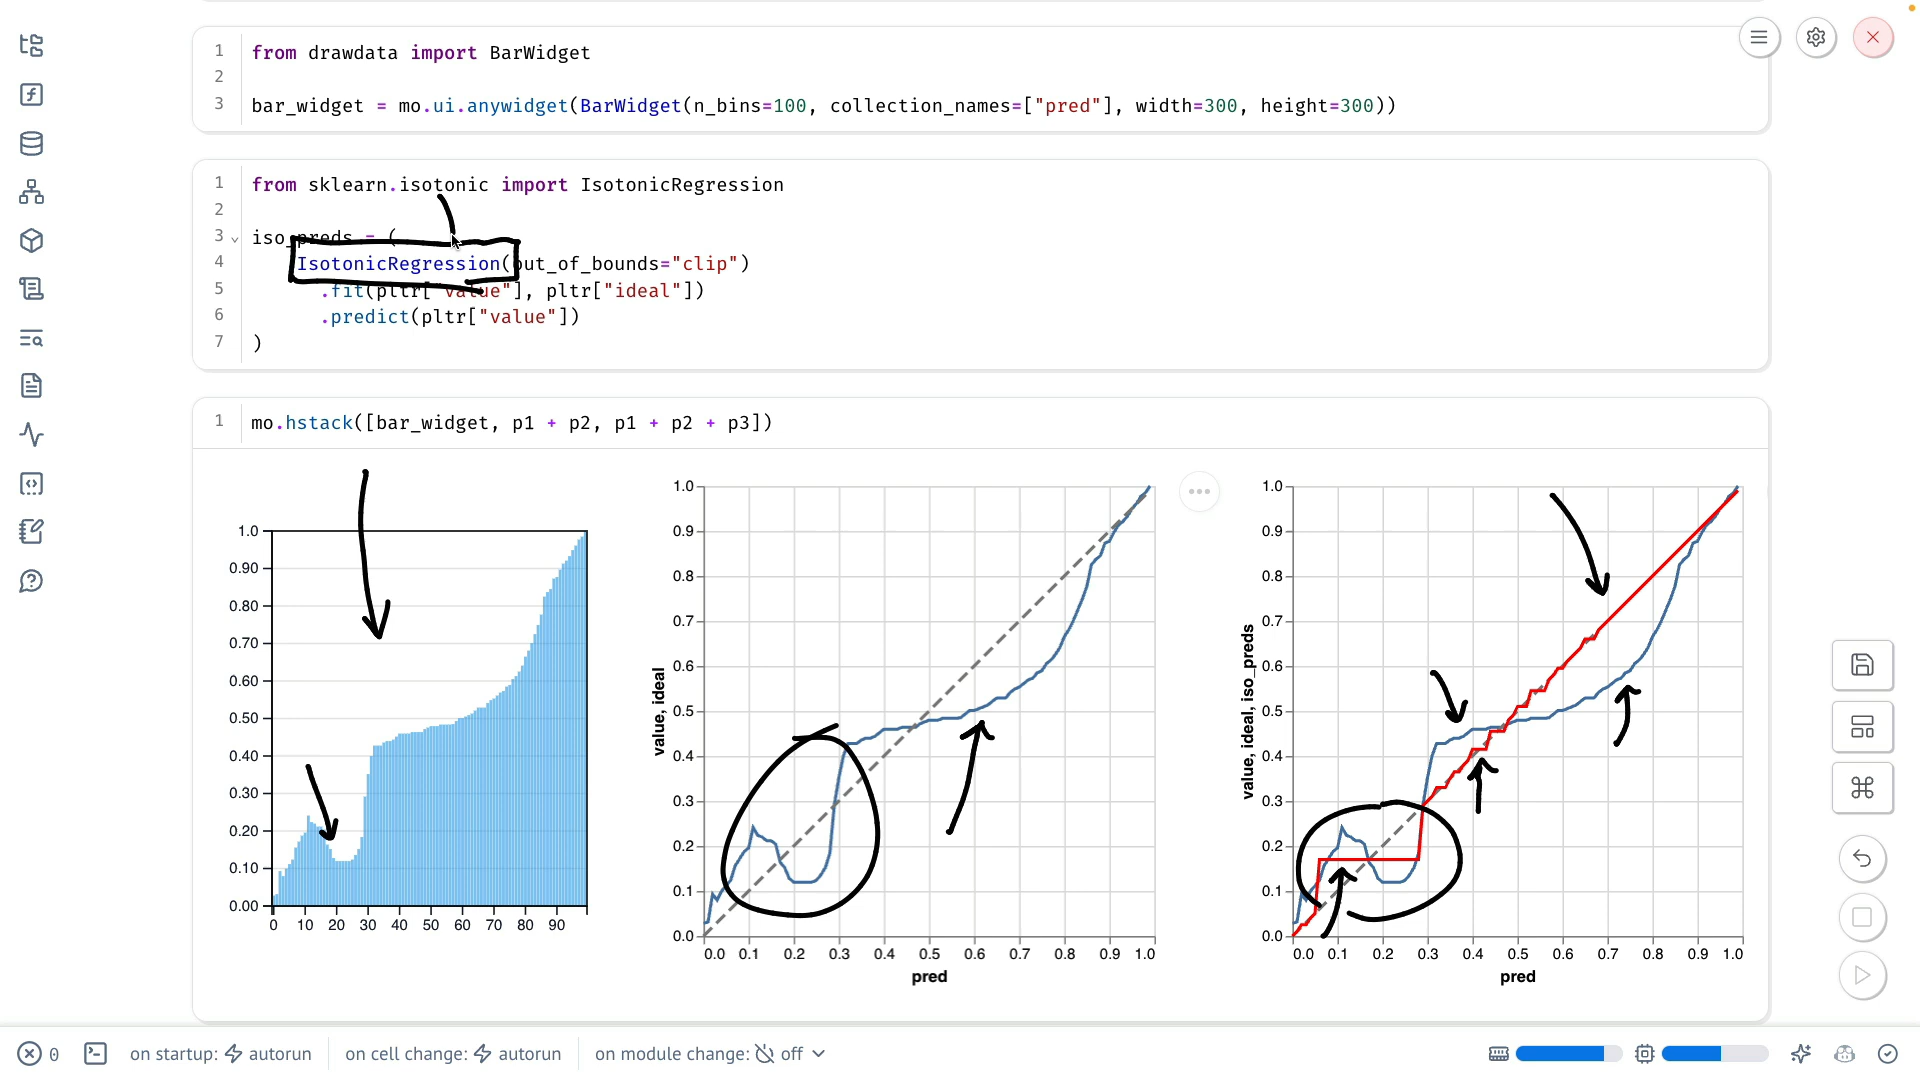 1 from drawdata import BarWidget
2
3 bar_widget = mo.ui.anywidget(BarWidget(n_bins=100, collection_names=["pred"], width=300, height=300))
1 from sklearn.isotonic import IsotonicRegression
2
3 iso_preds = (
4 IsotonicRegression(out_of_bounds="clip")
5 .fit(pltr["value"], pltr["ideal"])
6 .predict(pltr["value"])
7 )
1 mo.hstack([bar_widget, p1 + p2, p1 + p2 + p3])
1.0
0.90
0.80
0.70
0.60
0.50
0.40
0.30
0.20
0.10
0.00
0 10 20 30 40 50 60 70 80 90
value, ideal
1.0
0.9
0.8
0.7
0.6
0.5
0.4
0.3
0.2
0.1
0.0
0.0 0.1 0.2 0.3 0.4 0.5 0.6 0.7 0.8 0.9 1.0
pred
value, ideal, iso_preds
1.0
0.9
0.8
0.7
0.6
0.5
0.4
0.3
0.2
0.1
0.0
0.0 0.1 0.2 0.3 0.4 0.5 0.6 0.7 0.8 0.9 1.0
pred
0 on startup: autorun on cell change: autorun on module change: off